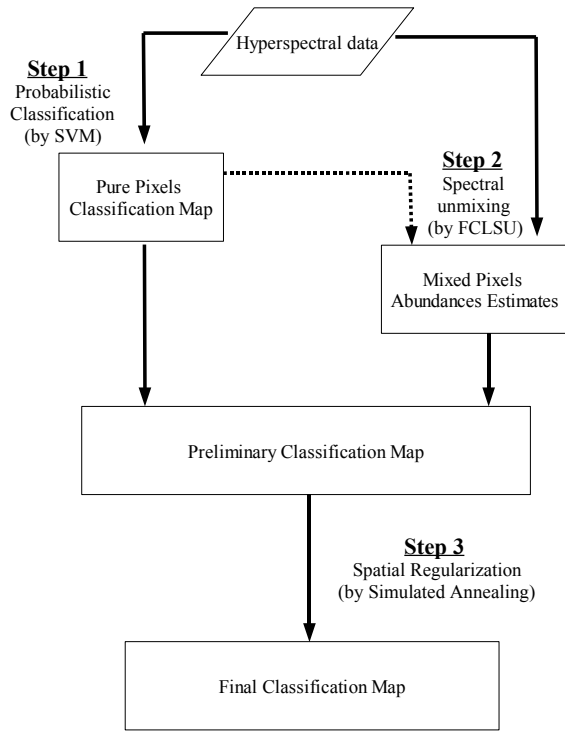 Hyperspectral data
Step 1
Probabilistic
Classification
(by SVM)
Pure Pixels
Classification Map
Step 2
Spectral
unmixing
(by FCLSU)
Mixed Pixels
Abundances Estimates
Preliminary Classification Map
Step 3
Spatial Regularization
(by Simulated Annealing)
Final Classification Map